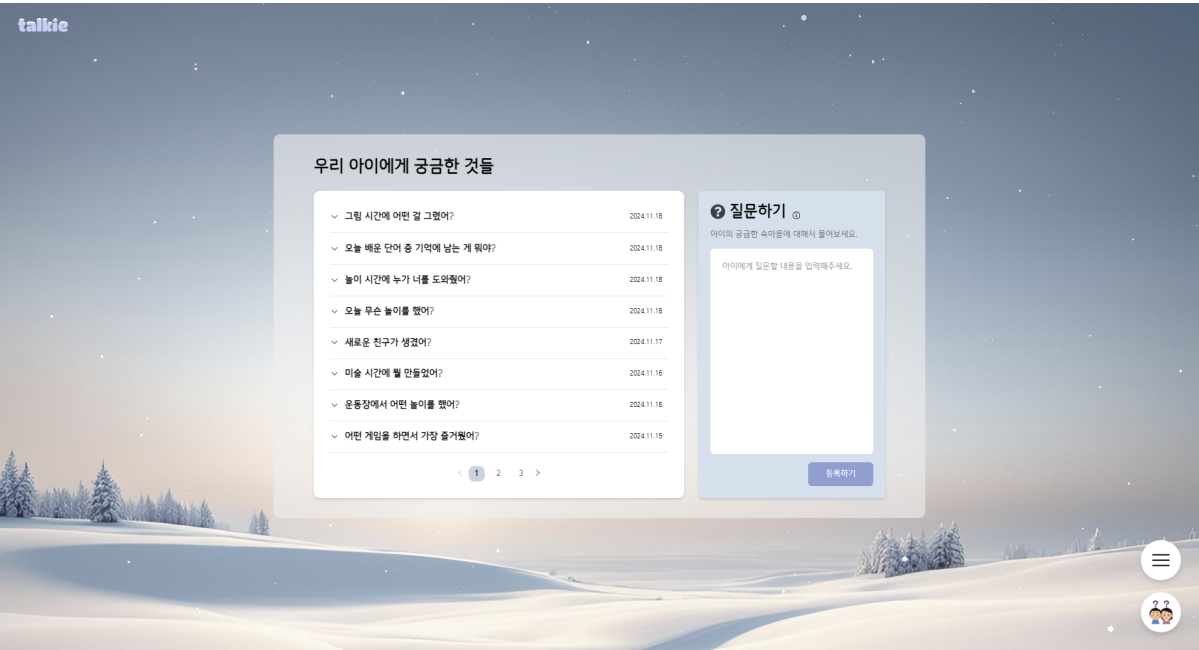 talkie
우리 아이에게 궁금한 것들
그림 시간에 어떤 걸 그렸어? 2024.11.18
오늘 배운 단어 중 기억에 남는 게 뭐야? 2024.11.18
놀이 시간에 누가 너를 도와줬어? 2024.11.18
오늘 무슨 놀이를 했어? 2024.11.18
새로운 친구가 생겼어? 2024.11.17
미술 시간에 뭘 만들었어? 2024.11.16
운동장에서 어떤 놀이를 했어? 2024.11.16
어떤 게임을 하면서 가장 즐거웠어? 2024.11.15
< 1 2 3 >
질문하기
아이의 궁금한 속마음에 대해서 물어보세요.
아이에게 질문할 내용을 입력해주세요.
등록하기